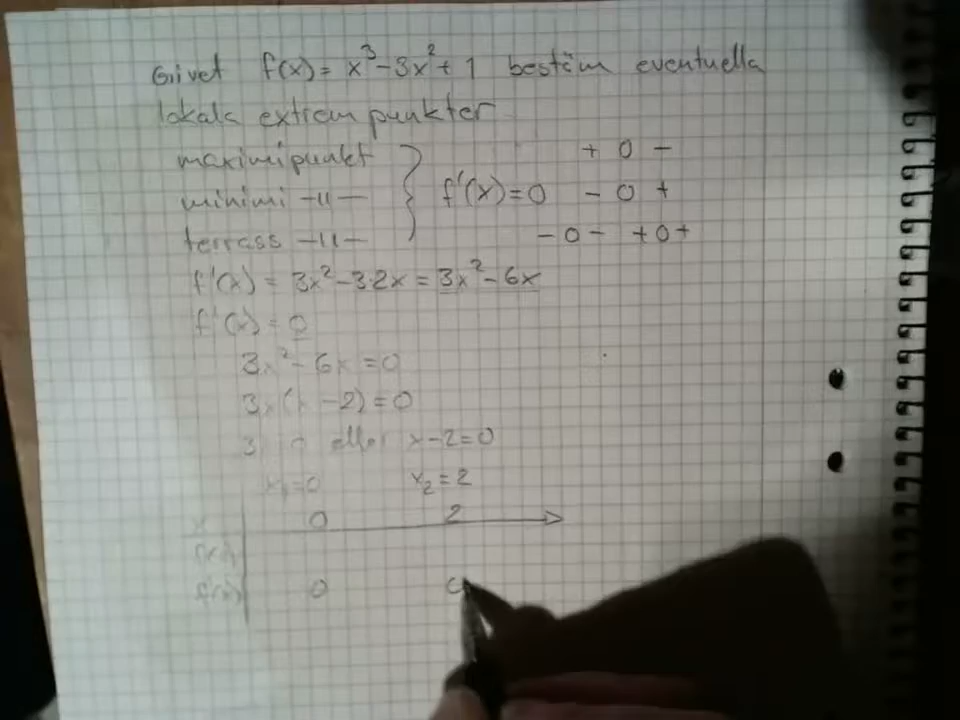 Givet f(x) = x³ - 3x² + 1 bestäm eventuella
lokala extrempunkter
maximipunkt + 0 -
minimi -11- f'(x) = 0 - 0 +
terrass -11- - 0 - + 0 +
f'(x) = 3x² - 3·2x = 3x² - 6x
f'(x) = 0
3x² - 6x = 0
3x(x - 2) = 0
eller x - 2 = 0
x₁ = 0 x₂ = 2
x 0 2
0